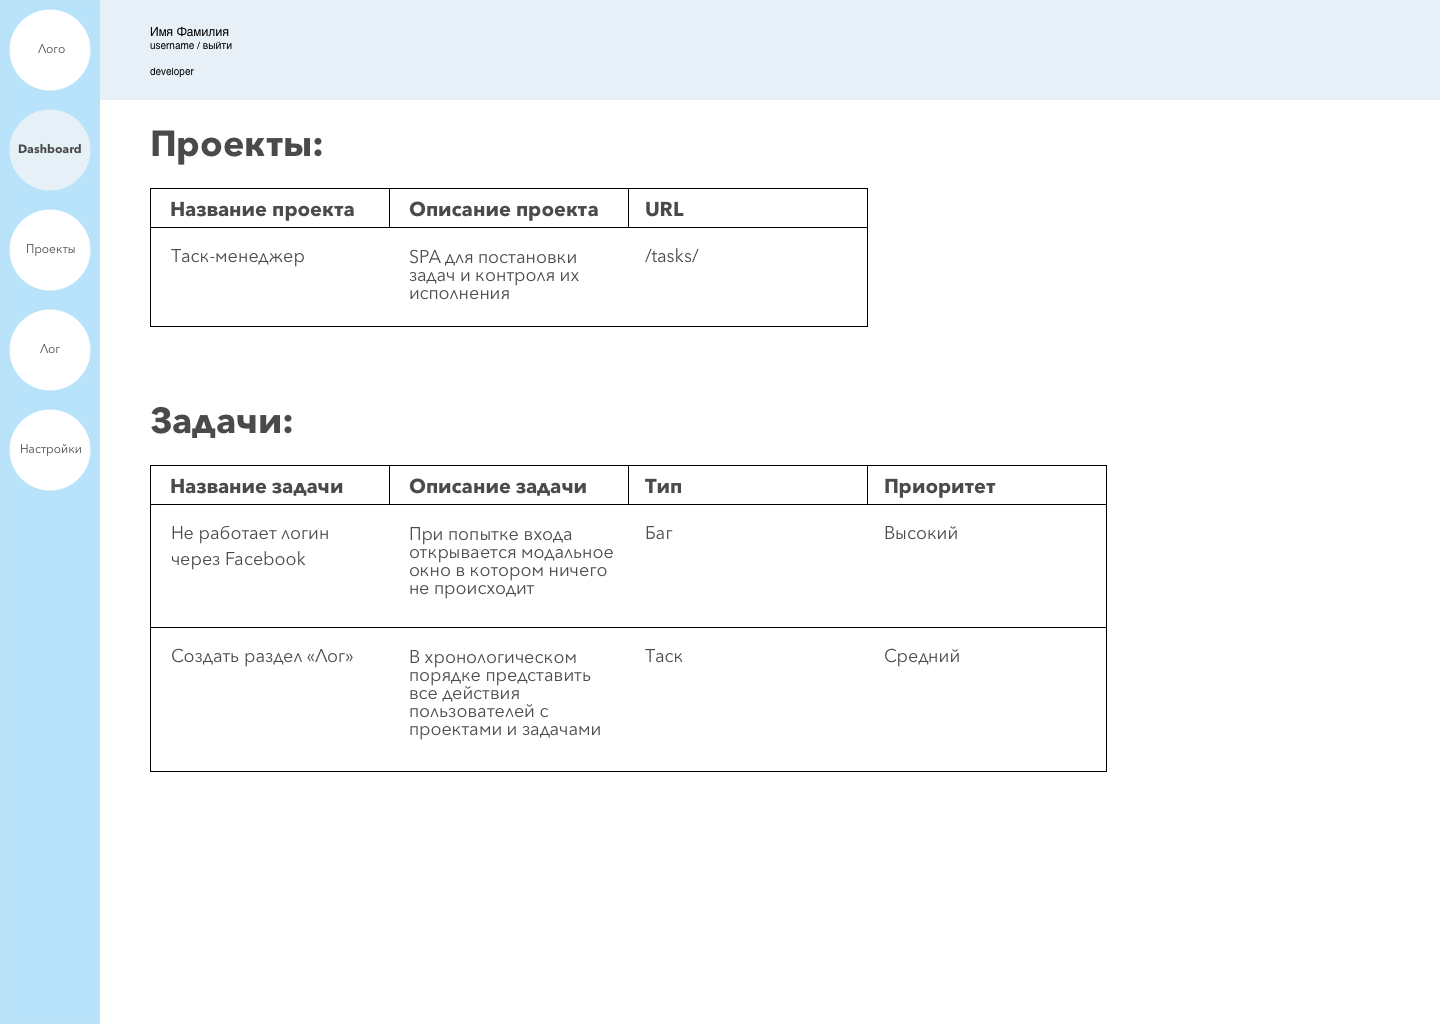 Лого
Dashboard
Проекты
Лог
Настройки
Имя Фамилия
username / выйти
developer
Проекты:
Название проекта
Описание проекта
URL
Таск-менеджер
SPA для постановки
задач и контроля их
исполнения
/tasks/
Задачи:
Название задачи
Описание задачи
Тип
Приоритет
Не работает логин
через Facebook
При попытке входа
открывается модальное
окно в котором ничего
не происходит
Баг
Высокий
Создать раздел «Лог»
В хронологическом
порядке представить
все действия
пользователей с
проектами и задачами
Таск
Средний